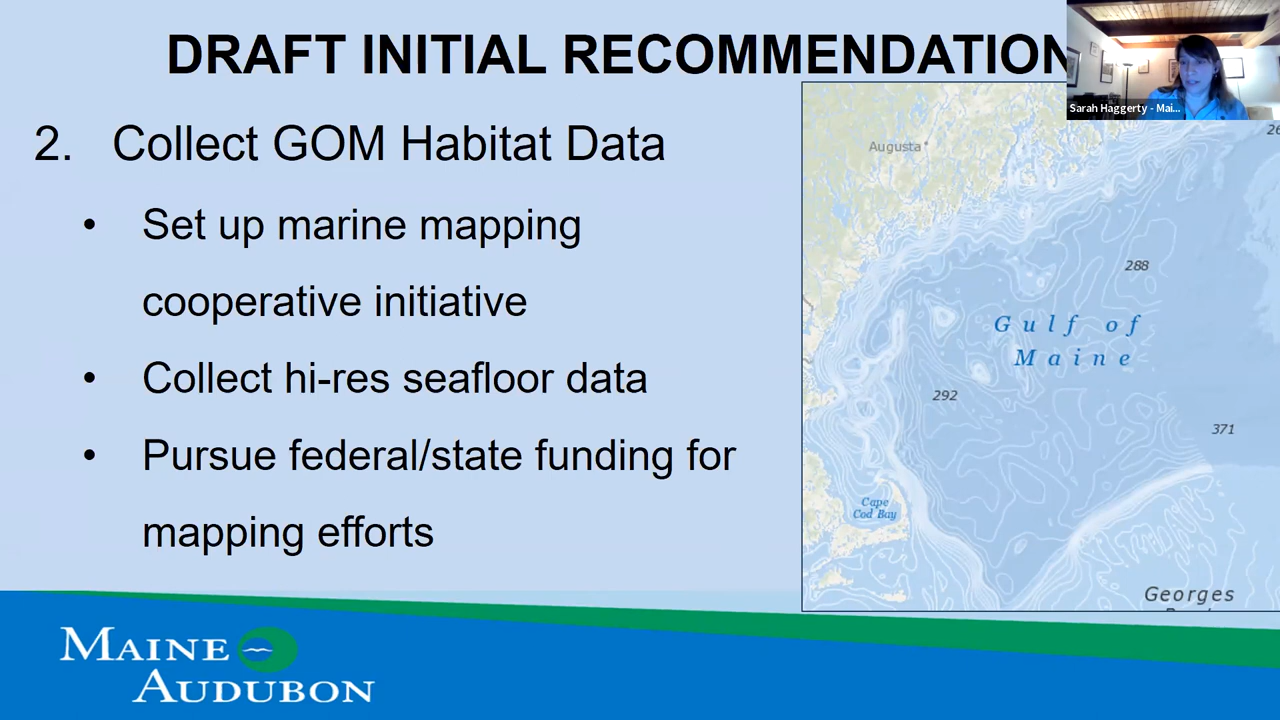 DRAFT INITIAL RECOMMENDATION
Sarah Haggerty - Mai...
2. Collect GOM Habitat Data
• Set up marine mapping
cooperative initiative
• Collect hi-res seafloor data
• Pursue federal/state funding for
mapping efforts
Augusta
288
Gulf of
Maine
292
371
Cape
Cod Bay
Georges
MAINE
AUDUBON